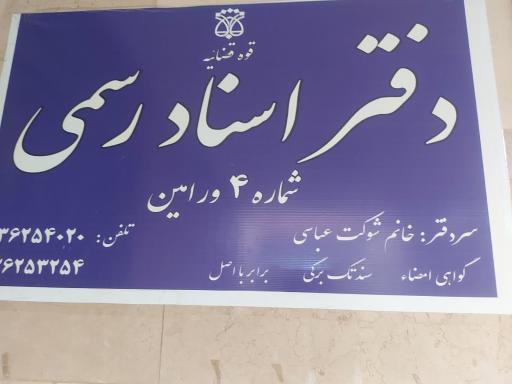 قوه قضائیه
دفتر اسناد رسمی
شماره ۴ ورامین
سردفتر: خانم شوکت عباسی
تلفن: ۳۶۲۵۴۰۲۰
گواهی امضاء سند تک برگی برابر با اصل
۶۲۵۳۲۵۴